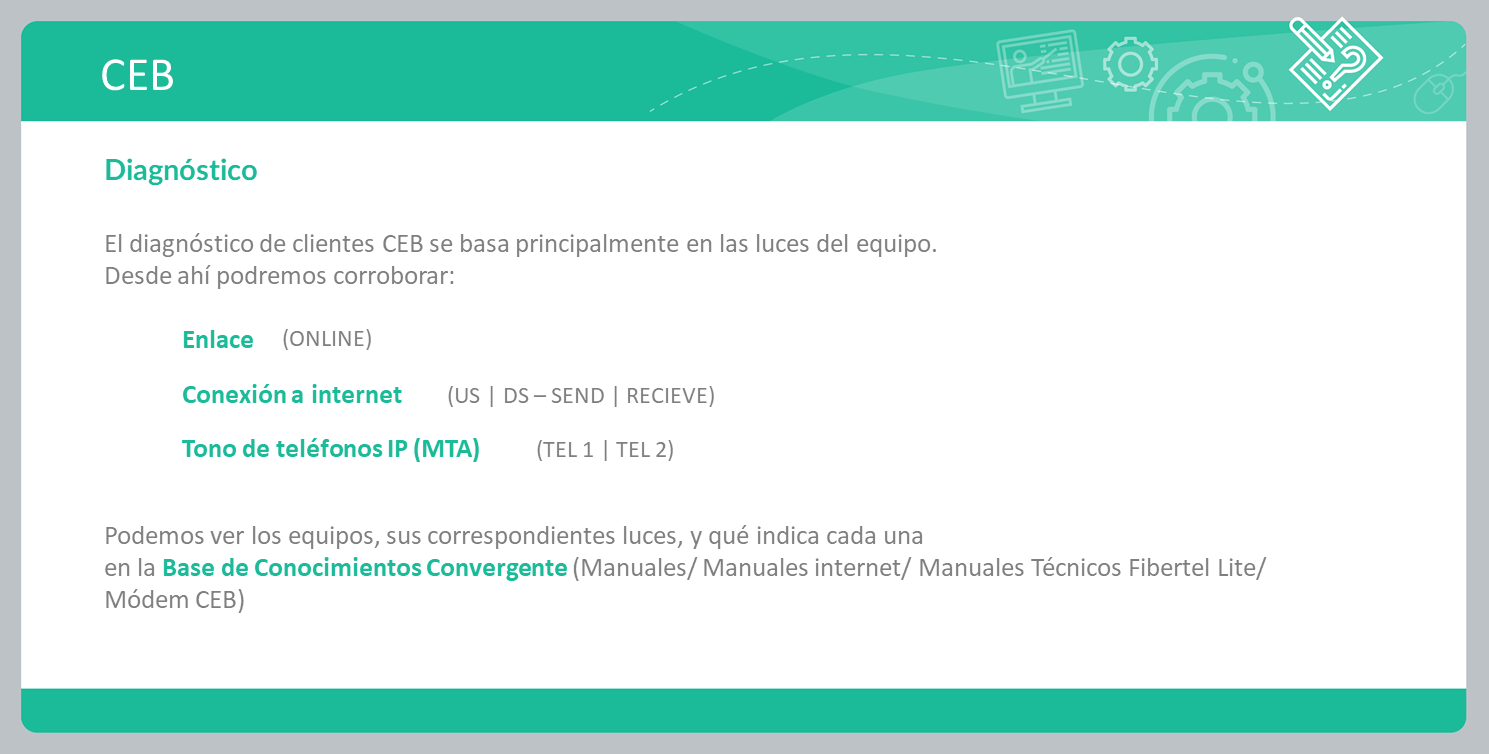 CEB
Diagnóstico
El diagnóstico de clientes CEB se basa principalmente en las luces del equipo.
Desde ahí podremos corroborar:
Enlace (ONLINE)
Conexión a internet (US | DS – SEND | RECIEVE)
Tono de teléfonos IP (MTA) (TEL 1 | TEL 2)
Podemos ver los equipos, sus correspondientes luces, y qué indica cada una
en la Base de Conocimientos Convergente (Manuales/ Manuales internet/ Manuales Técnicos Fibertel Lite/
Módem CEB)